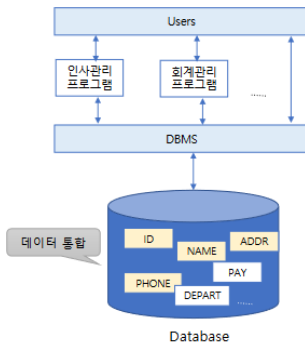 Users
인사관리
프로그램
회계관리
프로그램
......
DBMS
데이터 통합
ID
NAME
ADDR
PHONE
PAY
DEPART
......
Database